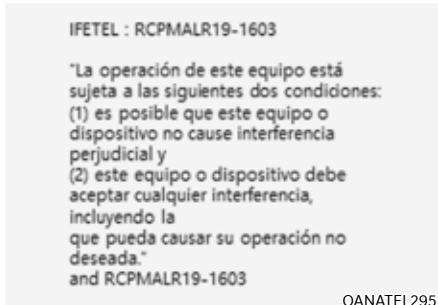 IFETEL : RCPMALR19-1603
"La operación de este equipo está
sujeta a las siguientes dos condiciones:
(1) es posible que este equipo o
dispositivo no cause interferencia
perjudicial y
(2) este equipo o dispositivo debe
aceptar cualquier interferencia,
incluyendo la
que pueda causar su operación no
deseada."
and RCPMALR19-1603
OANATEL295